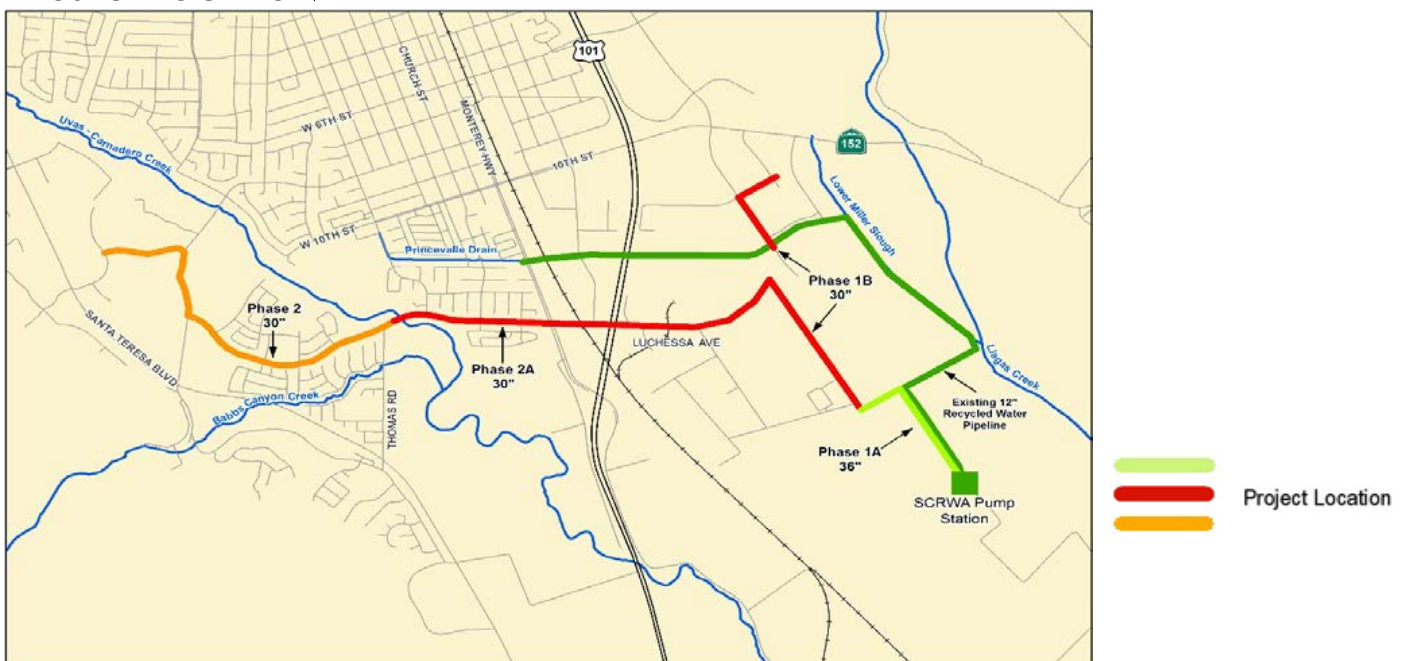 101
CHURCH ST
MONTEREY HWY
W 6TH ST
10TH ST
152
Uvas - Carnadero Creek
Lower Miller Slough
W 10TH ST
Princevalle Drain
Phase 1B
30"
Phase 2
30"
SANTA TERESA BLVD
LUCHESSA AVE
Phase 2A
30"
Llagas Creek
Babbs Canyon Creek
THOMAS RD
Existing 12"
Recycled Water
Pipeline
Phase 1A
36"
SCRWA Pump
Station
Project Location